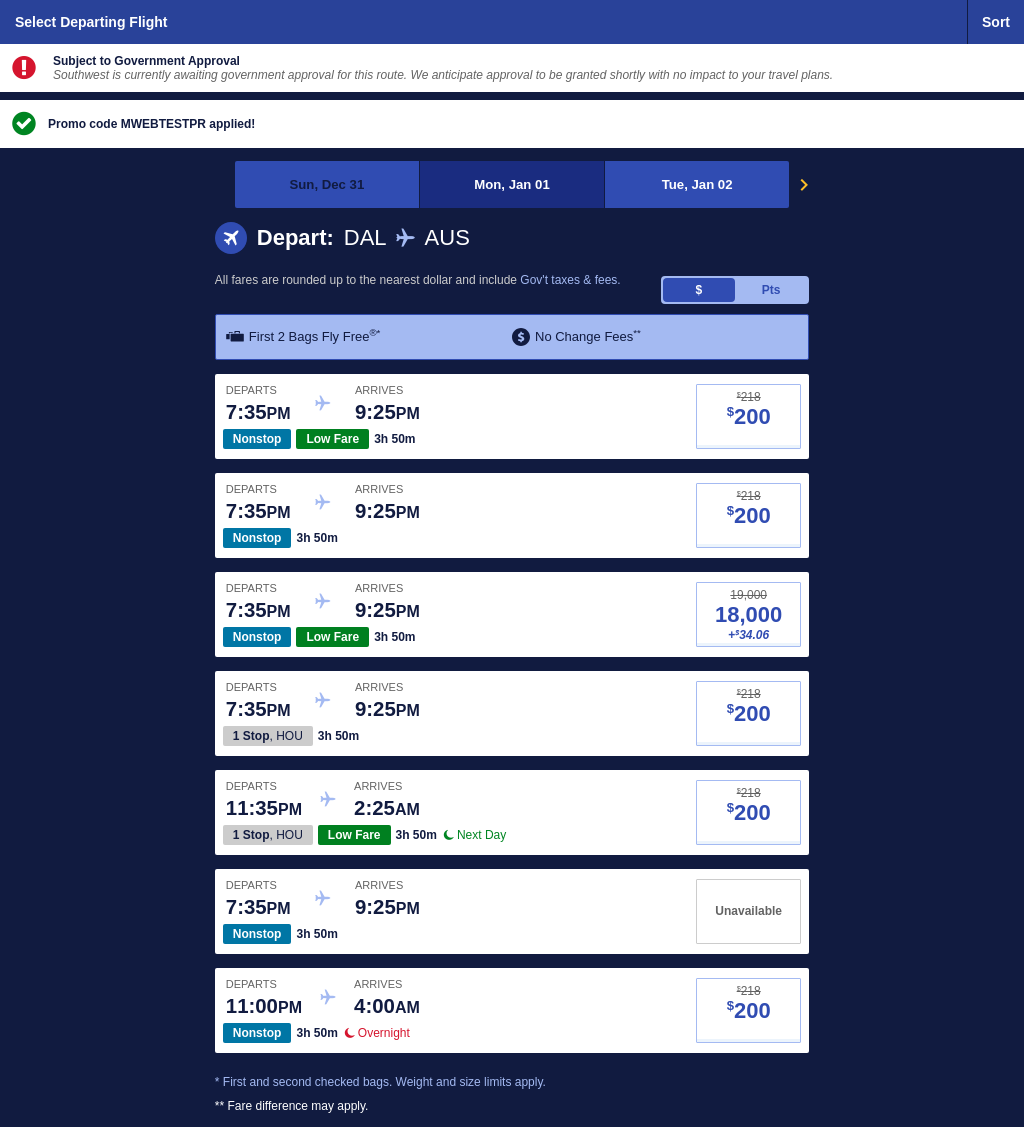 Select Departing Flight
Sort
Subject to Government Approval
Southwest is currently awaiting government approval for this route. We anticipate approval to be granted shortly with no impact to your travel plans.
Promo code MWEBTESTPR applied!
Sun, Dec 31
Mon, Jan 01
Tue, Jan 02
Depart: DAL AUS
All fares are rounded up to the nearest dollar and include Gov't taxes & fees.
$
Pts
First 2 Bags Fly Free®*
No Change Fees**
DEPARTS ARRIVES
$218
7:35PM 9:25PM
$200
Nonstop Low Fare 3h 50m
DEPARTS ARRIVES
$218
7:35PM 9:25PM
$200
Nonstop 3h 50m
DEPARTS ARRIVES
19,000
7:35PM 9:25PM
18,000
+$34.06
Nonstop Low Fare 3h 50m
DEPARTS ARRIVES
$218
7:35PM 9:25PM
$200
1 Stop, HOU 3h 50m
DEPARTS ARRIVES
$218
11:35PM 2:25AM
$200
1 Stop, HOU Low Fare 3h 50m Next Day
DEPARTS ARRIVES
7:35PM 9:25PM
Unavailable
Nonstop 3h 50m
DEPARTS ARRIVES
$218
11:00PM 4:00AM
$200
Nonstop 3h 50m Overnight
* First and second checked bags. Weight and size limits apply.
** Fare difference may apply.